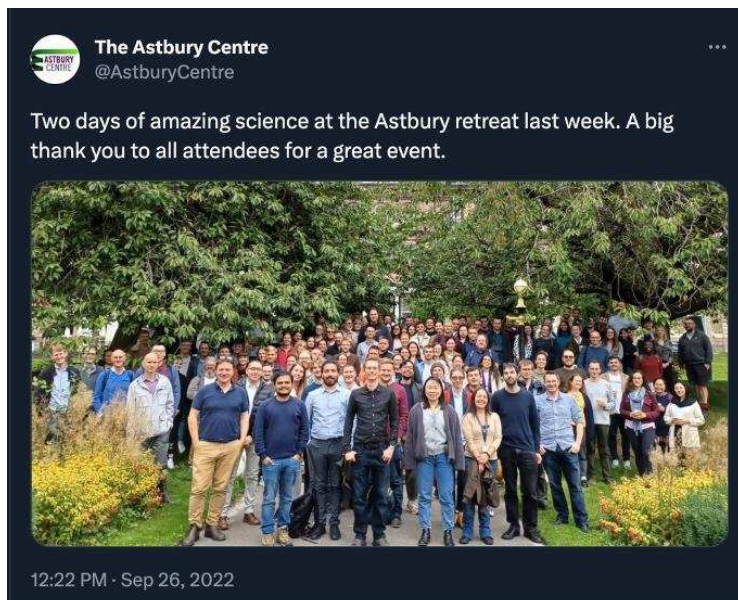 The Astbury Centre
ASTBURY
CENTRE
@AstburyCentre
Two days of amazing science at the Astbury retreat last week. A big
thank you to all attendees for a great event.
12:22 PM · Sep 26, 2022